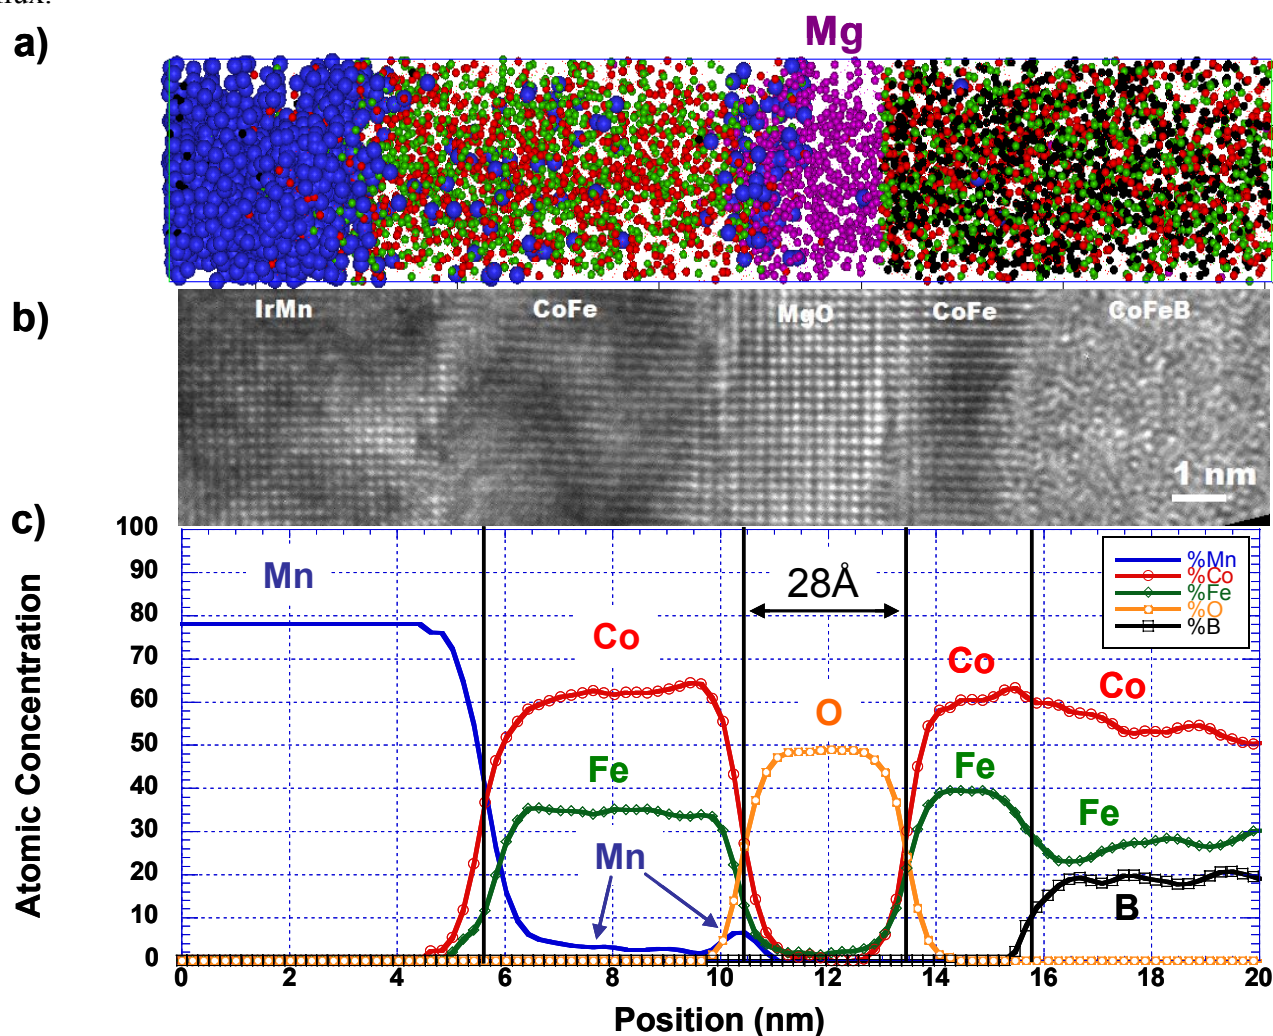 a)
Mg
b)
IrMn CoFe MgO CoFe CoFeB
1 nm
c)
100
90
80
70
60
50
40
30
20
10
0
Atomic Concentration
Mn
Co
Fe
Mn
28Å
O
Co
Fe
Co
Fe
B
%Mn
%Co
%Fe
%O
%B
0 2 4 6 8 10 12 14 16 18 20
Position (nm)